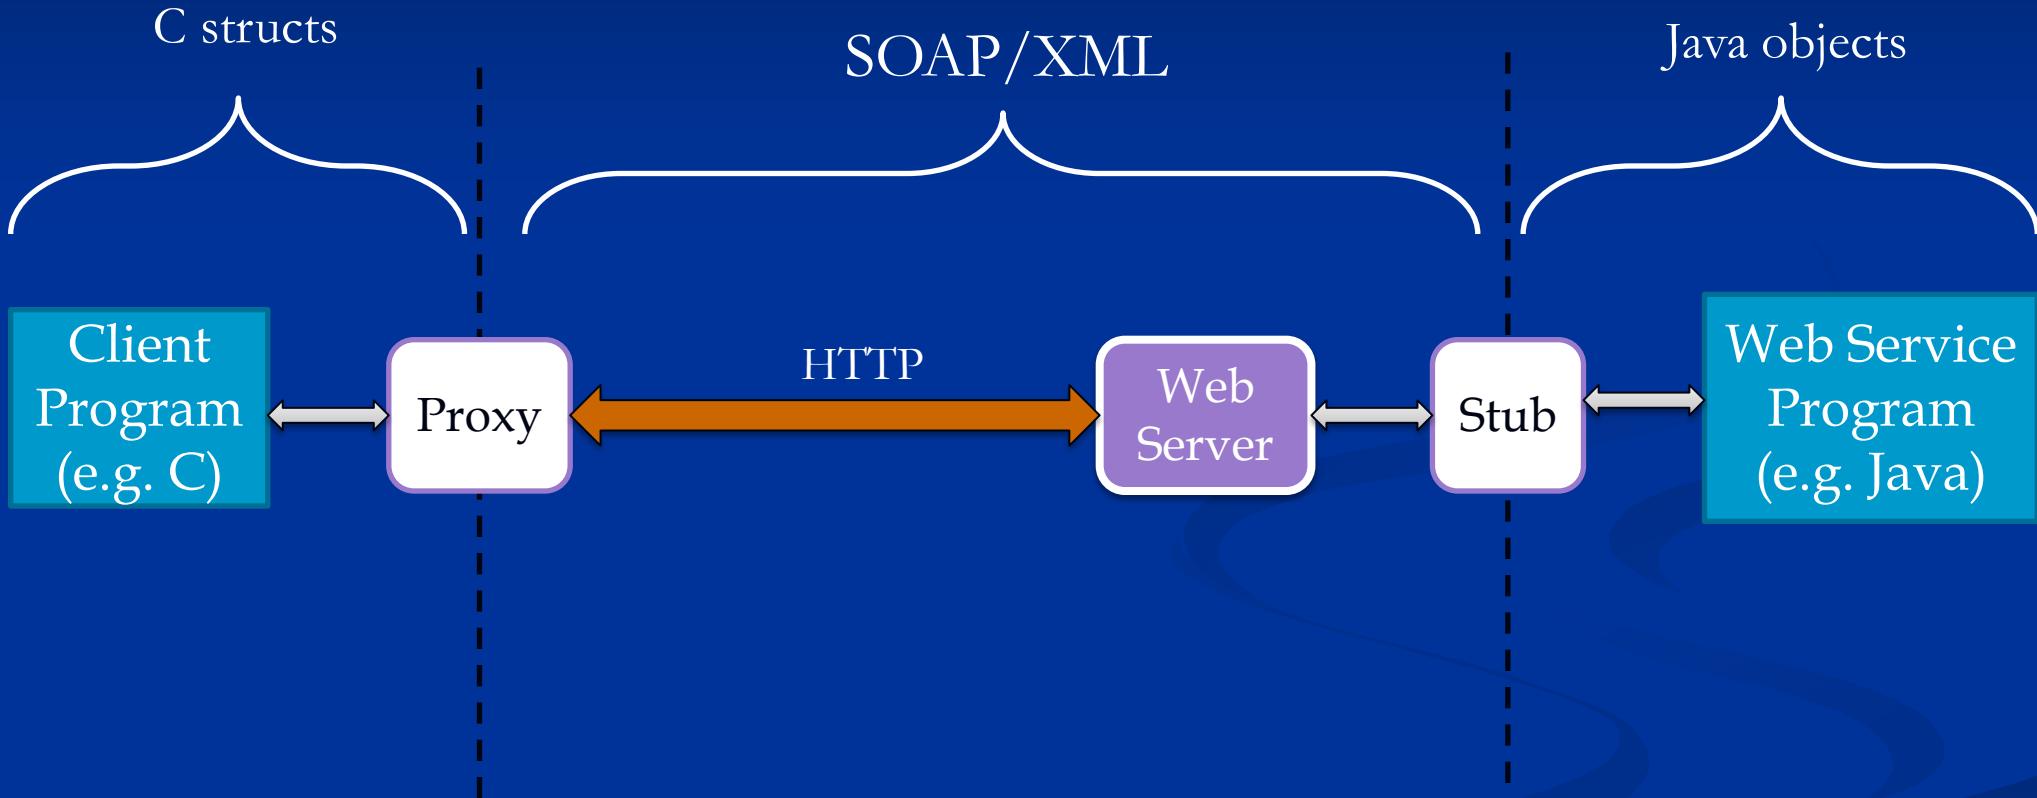 C structs
SOAP/XML
Java objects
Client
Program
(e.g. C)
Proxy
HTTP
Web
Server
Stub
Web Service
Program
(e.g. Java)